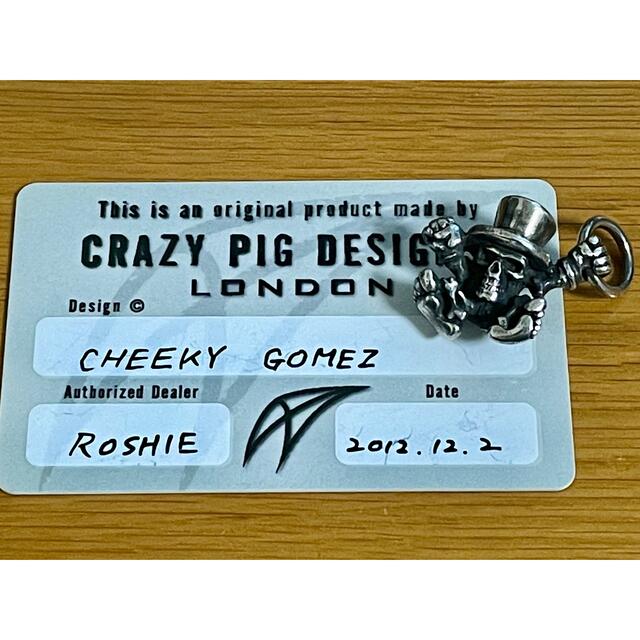 This is an original product made by
CRAZY PIG DESIG
LONDON
Design ©
CHEEKY GOMEZ
Authorized Dealer
Date
ROSHIE
2012.12.2